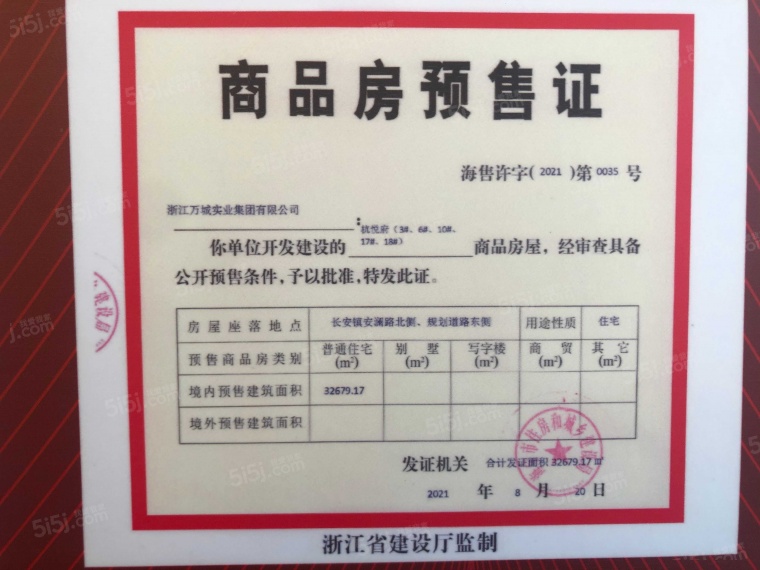 商品房预售证
海售许字( 2021 )第 0035 号
浙江万城实业集团有限公司 :
杭悦府（3#、6#、10#、
17#、18#）
你单位开发建设的 商品房屋，经审查具备
公开预售条件，予以批准，特发此证。
房屋座落地点 长安镇安澜路北侧、规划道路东侧 用途性质 住宅
预售商品房类别 普通住宅(m²) 别墅(m²) 写字楼(m²) 商贸(m²) 其它(m²)
境内预售建筑面积 32679.17
境外预售建筑面积
发证机关 合计发证面积 32679.17 ㎡
2021 年 8 月 20 日
浙江省建设厅监制
5i5j.com